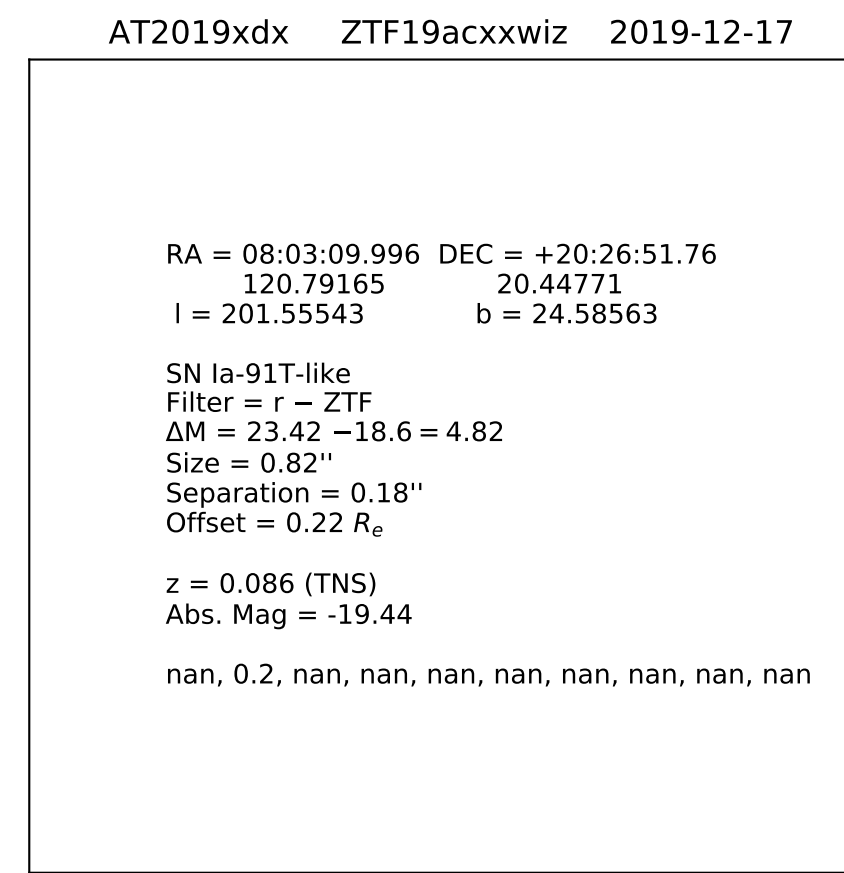 AT2019xdx ZTF19acxxwiz 2019-12-17
RA = 08:03:09.996 DEC = +20:26:51.76
120.79165 20.44771
l = 201.55543 b = 24.58563
SN Ia-91T-like
Filter = r − ZTF
ΔM = 23.42 −18.6 = 4.82
Size = 0.82''
Separation = 0.18''
Offset = 0.22 Rₑ
z = 0.086 (TNS)
Abs. Mag = -19.44
nan, 0.2, nan, nan, nan, nan, nan, nan, nan, nan